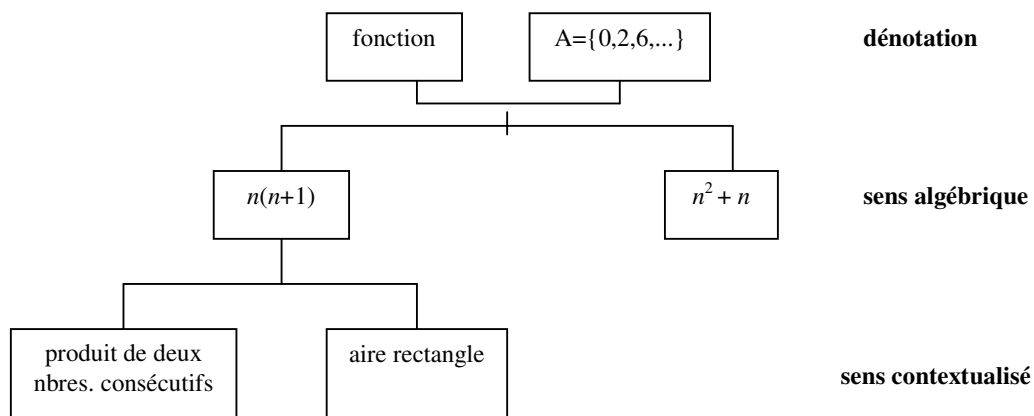 fonction
A={0,2,6,...}
dénotation
n(n+1)
n² + n
sens algébrique
produit de deux
nbres. consécutifs
aire rectangle
sens contextualisé